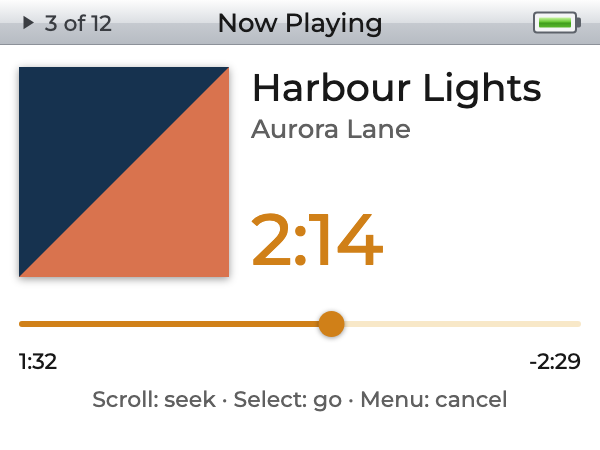 3 of 12
Now Playing
Harbour Lights
Aurora Lane
2:14
1:32
-2:29
Scroll: seek · Select: go · Menu: cancel